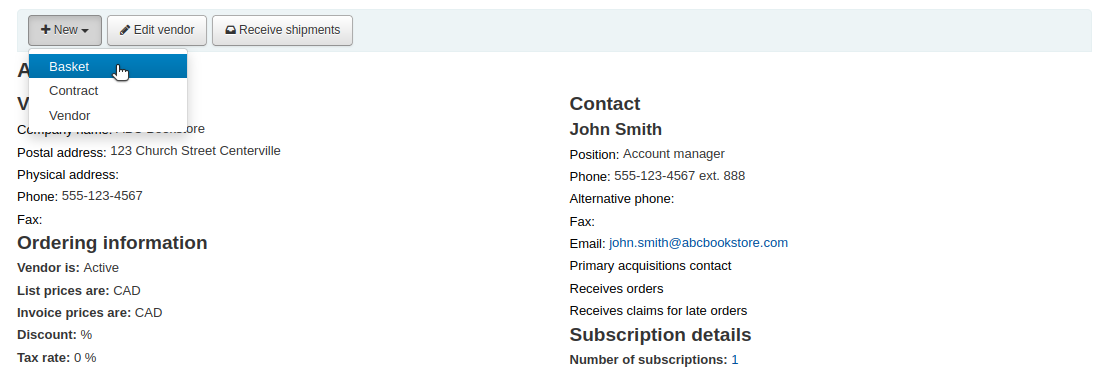 New
Edit vendor
Receive shipments
Basket
Contract
Vendor
A
V
Company name:
Bookstore
Postal address: 123 Church Street Centerville
Physical address:
Phone: 555-123-4567
Fax:
Ordering information
Vendor is: Active
List prices are: CAD
Invoice prices are: CAD
Discount: %
Tax rate: 0 %
Contact
John Smith
Position: Account manager
Phone: 555-123-4567 ext. 888
Alternative phone:
Fax:
Email: john.smith@abcbookstore.com
Primary acquisitions contact
Receives orders
Receives claims for late orders
Subscription details
Number of subscriptions: 1